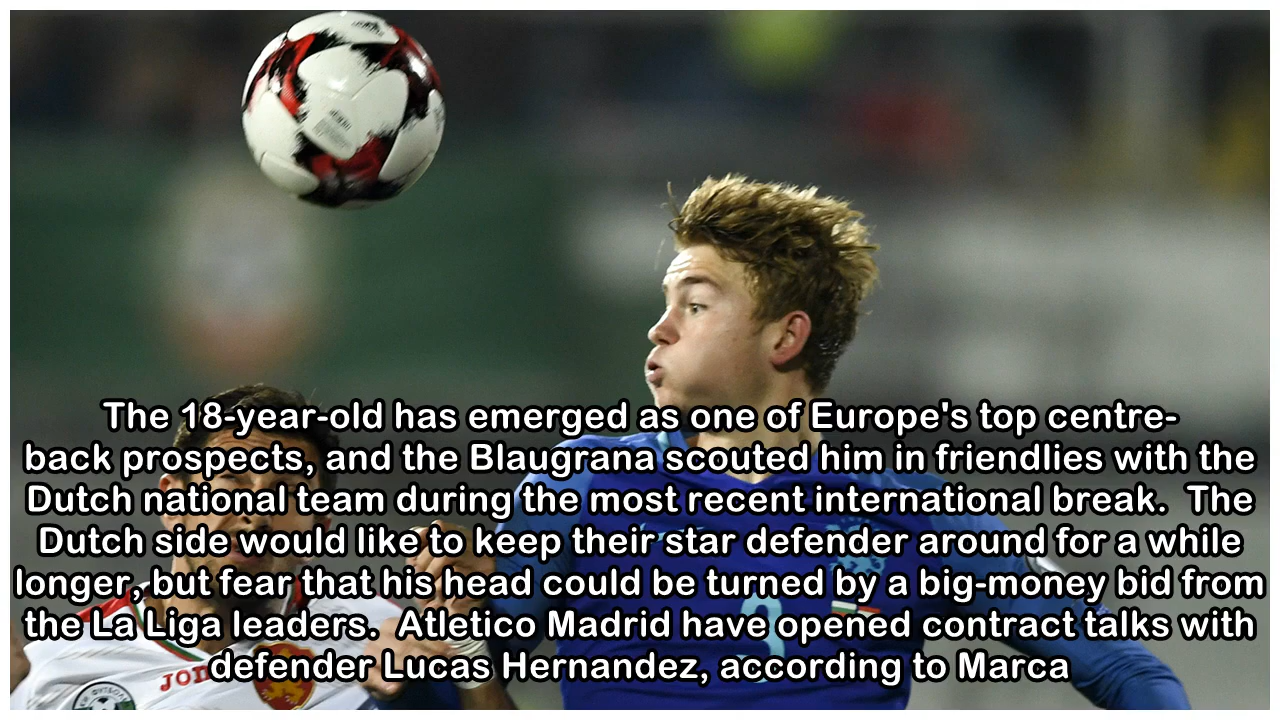 The 18-year-old has emerged as one of Europe's top centre-
back prospects, and the Blaugrana scouted him in friendlies with the
Dutch national team during the most recent international break.  The
Dutch side would like to keep their star defender around for a while
longer, but fear that his head could be turned by a big-money bid from
the La Liga leaders.  Atletico Madrid have opened contract talks with
defender Lucas Hernandez, according to Marca
3